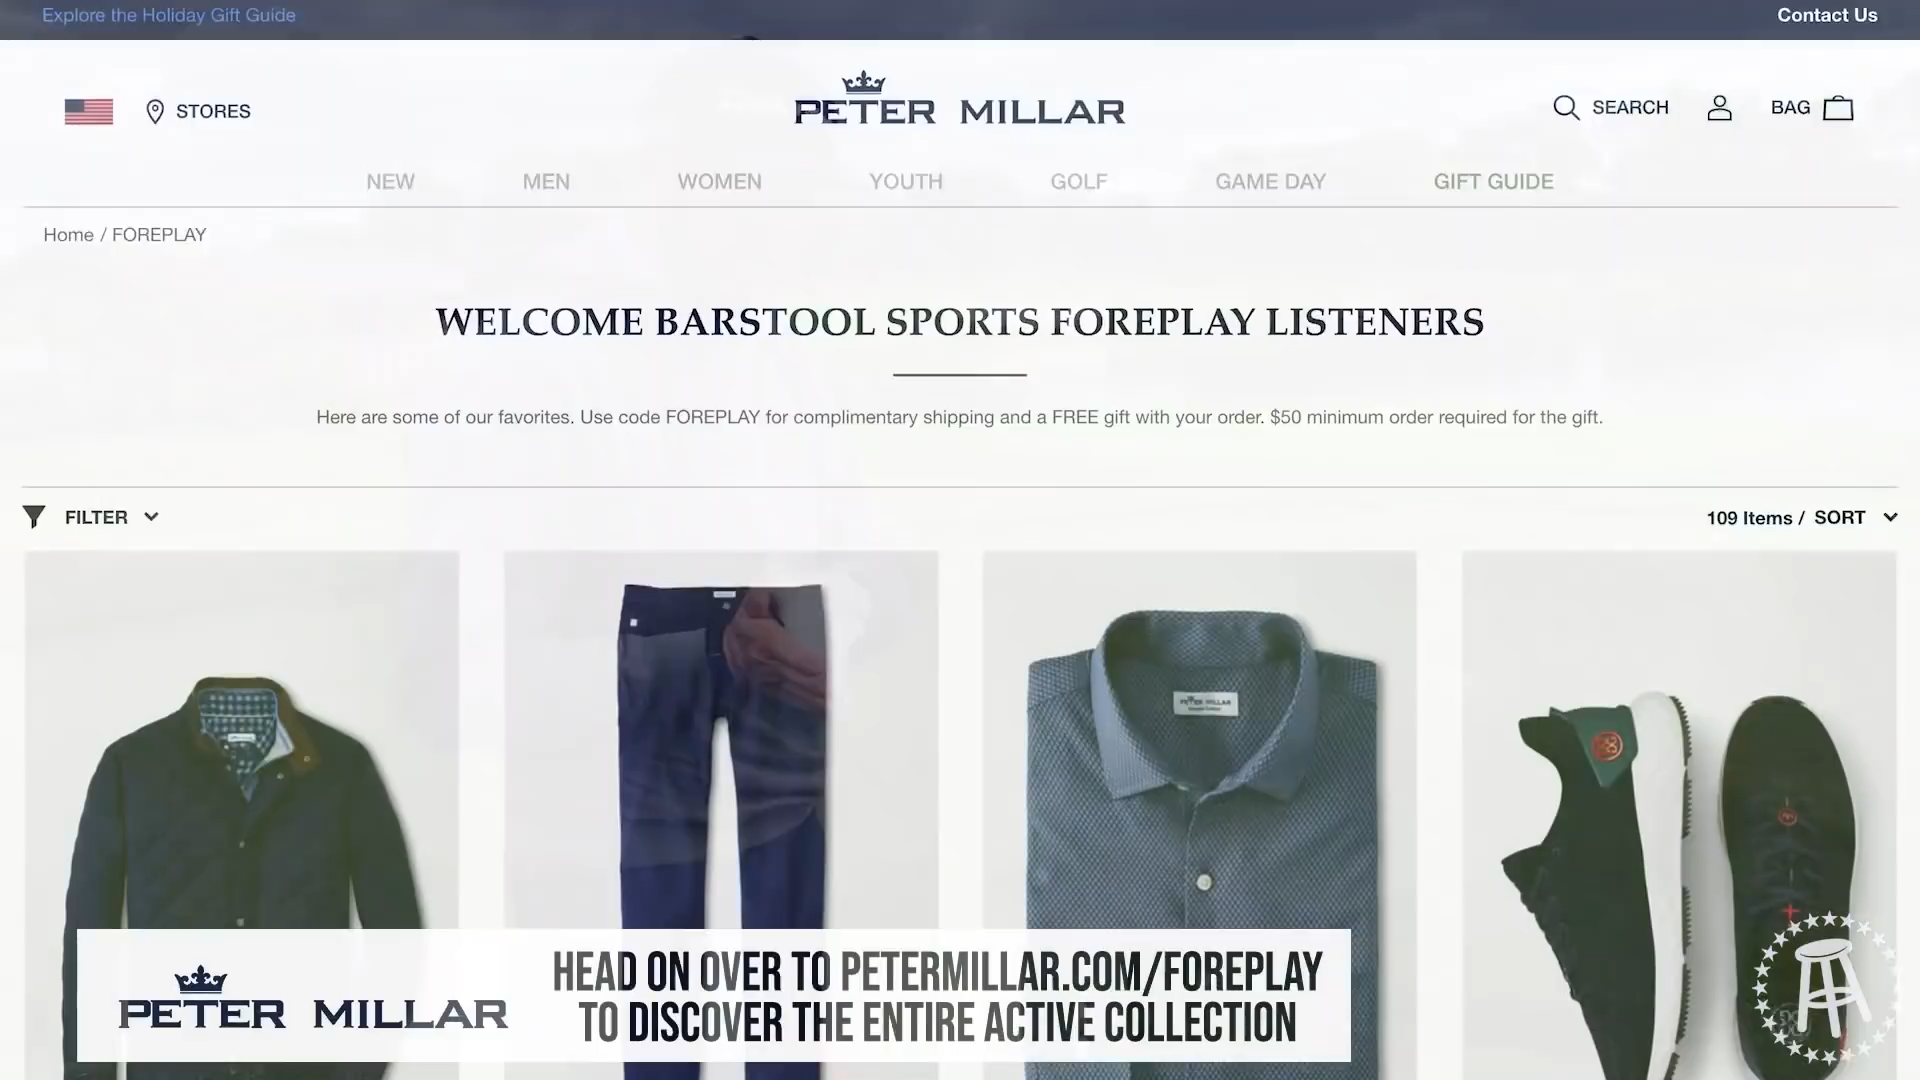 Explore the Holiday Gift Guide
Contact Us
STORES
PETER MILLAR
SEARCH
BAG
NEW MEN WOMEN YOUTH GOLF GAME DAY GIFT GUIDE
Home / FOREPLAY
WELCOME BARSTOOL SPORTS FOREPLAY LISTENERS
Here are some of our favorites. Use code FOREPLAY for complimentary shipping and a FREE gift with your order. $50 minimum order required for the gift.
FILTER
109 Items / SORT
PETER MILLAR
PETER MILLAR
HEAD ON OVER TO PETERMILLAR.COM/FOREPLAY
TO DISCOVER THE ENTIRE ACTIVE COLLECTION